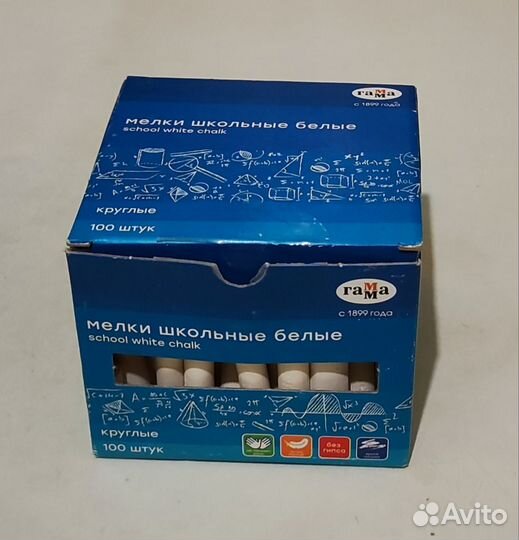 гамма
с 1899 года
мелки школьные белые
school white chalk
круглые
100 штук
гамма
с 1899 года
мелки школьные белые
school white chalk
круглые
100 штук
без гипса
Avito